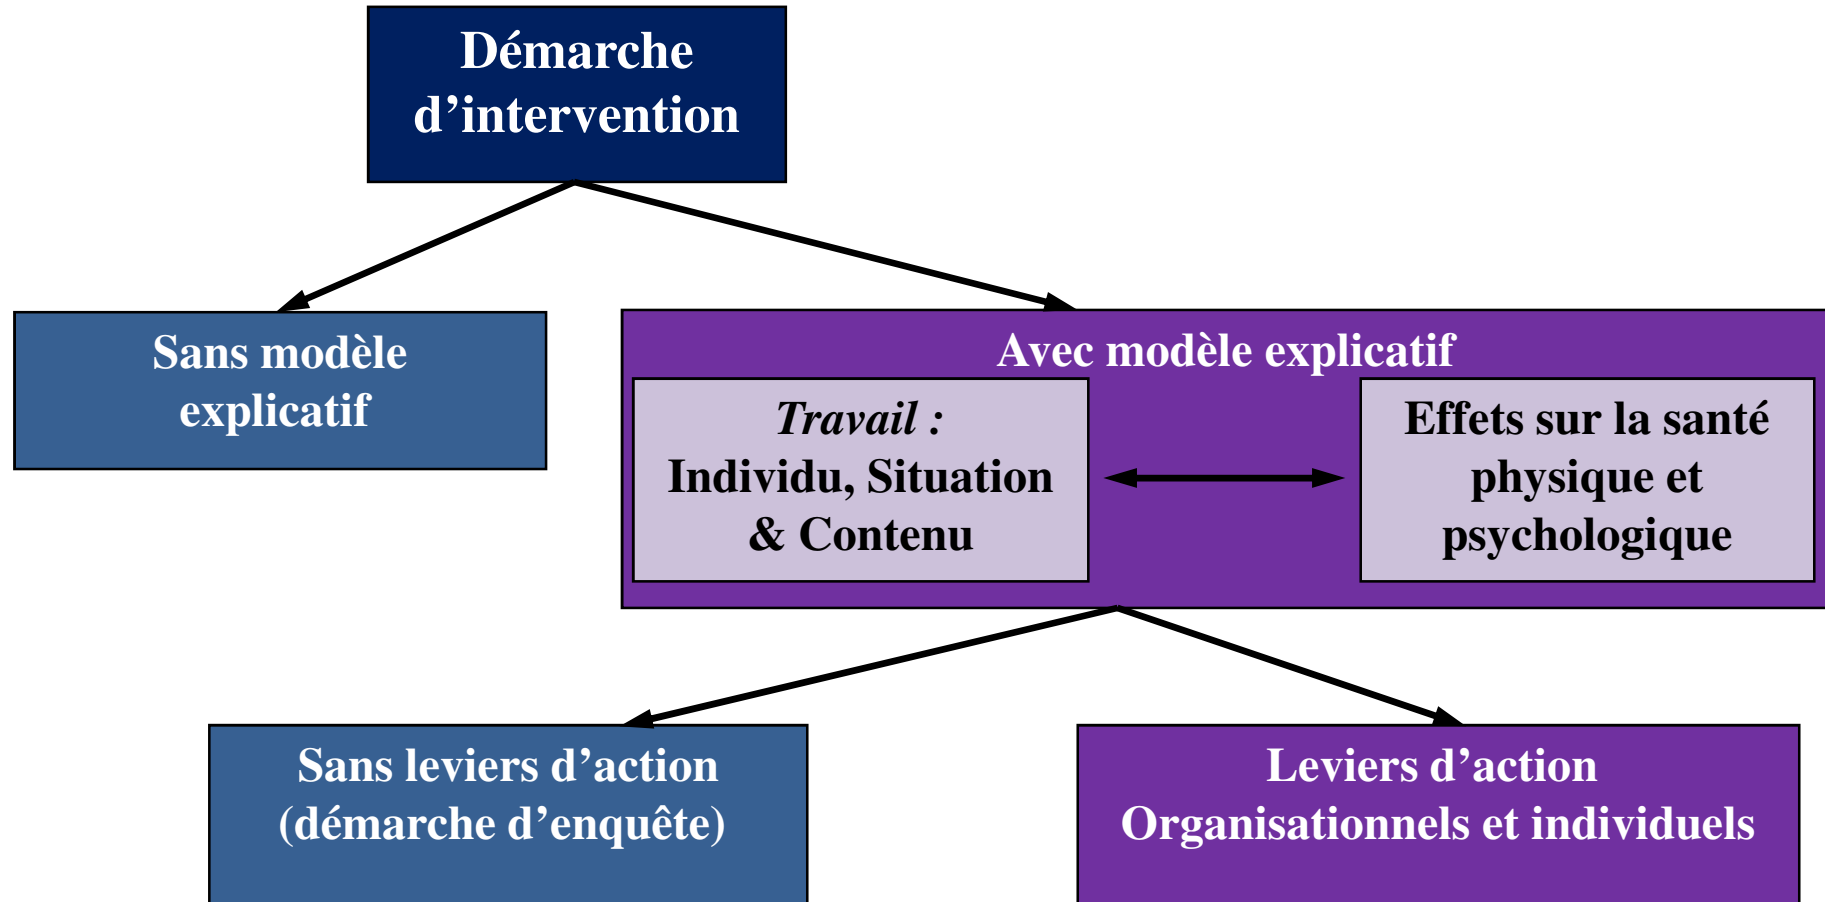 Démarche
d’intervention
Sans modèle
explicatif
Avec modèle explicatif
Travail :
Individu, Situation
& Contenu
Effets sur la santé
physique et
psychologique
Sans leviers d’action
(démarche d’enquête)
Leviers d’action
Organisationnels et individuels